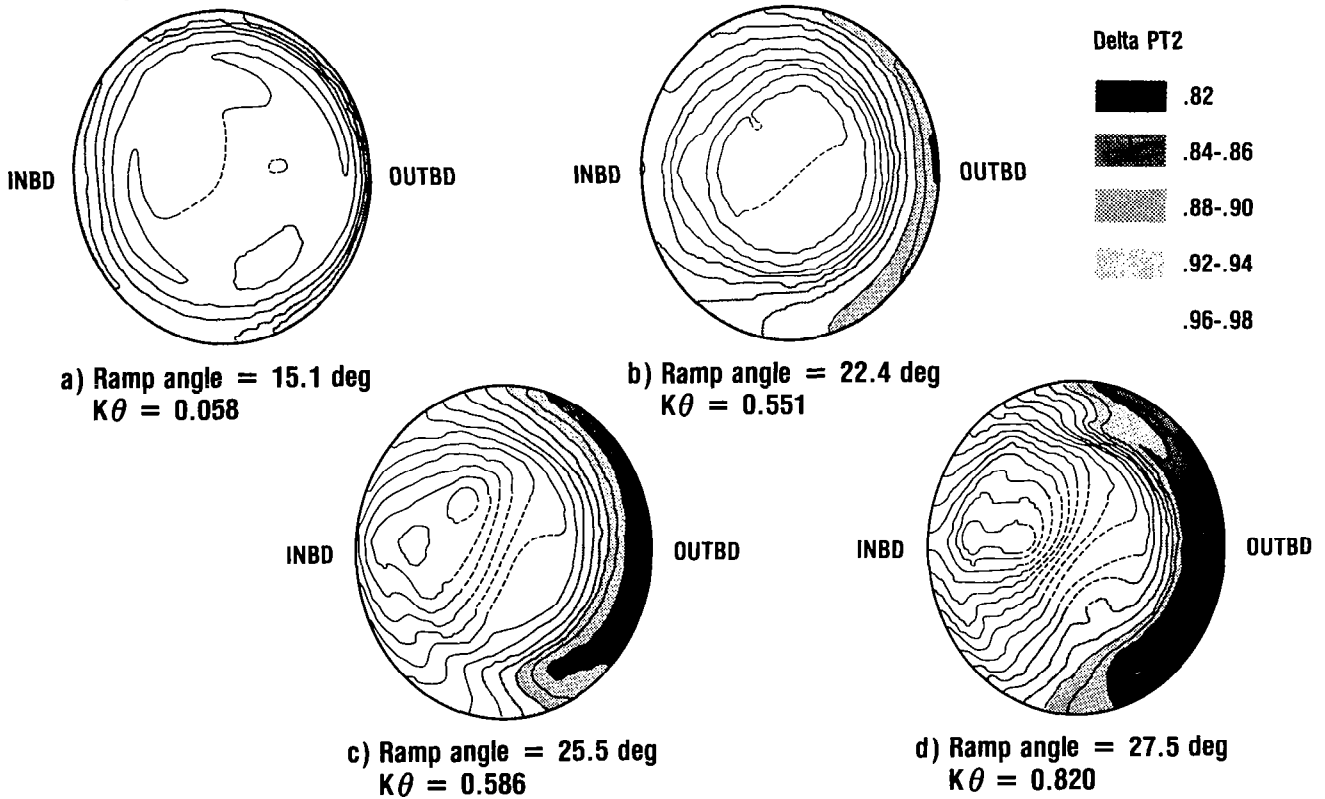 Delta PT2
.82
.84-.86
.88-.90
.92-.94
.96-.98
INBD
OUTBD
a) Ramp angle = 15.1 deg
Kθ = 0.058
INBD
OUTBD
b) Ramp angle = 22.4 deg
Kθ = 0.551
INBD
OUTBD
c) Ramp angle = 25.5 deg
Kθ = 0.586
INBD
OUTBD
d) Ramp angle = 27.5 deg
Kθ = 0.820